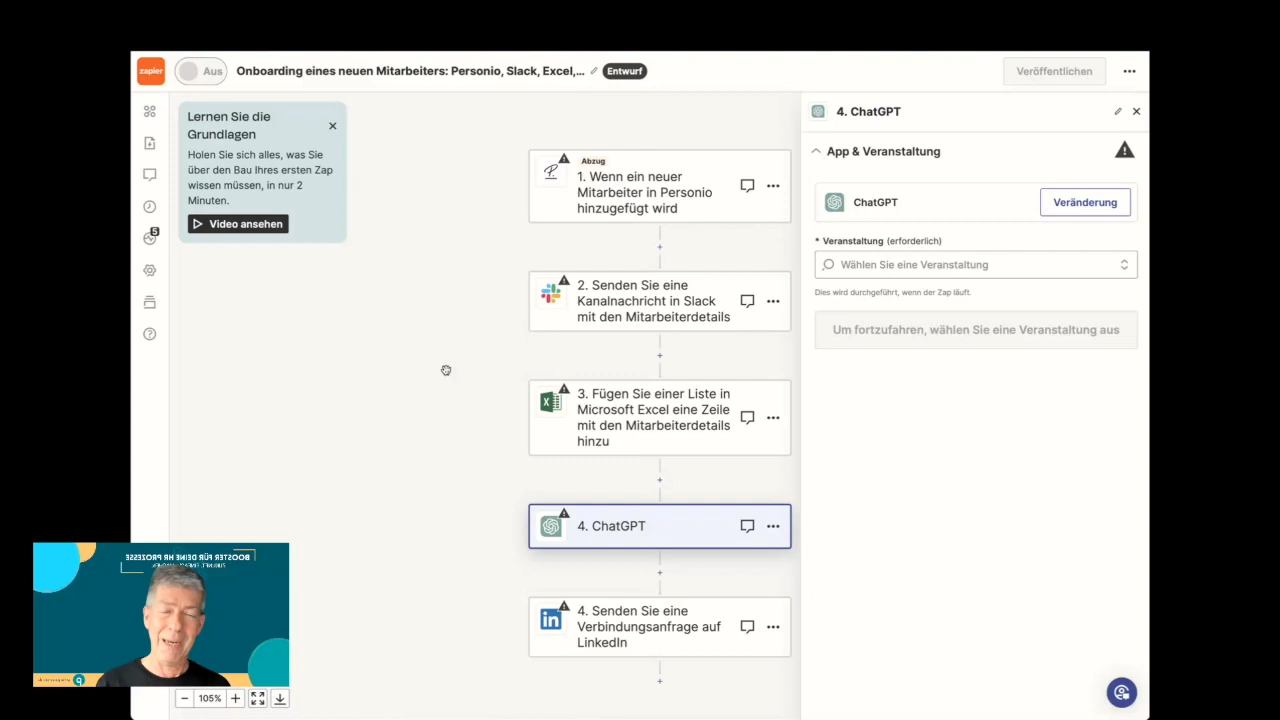 zapier
Aus
Onboarding eines neuen Mitarbeiters: Personio, Slack, Excel,...
Entwurf
Veröffentlichen
Lernen Sie die
Grundlagen
Holen Sie sich alles, was Sie
über den Bau Ihres ersten Zap
wissen müssen, in nur 2
Minuten.
Video ansehen
5
Abzug
1. Wenn ein neuer
Mitarbeiter in Personio
hinzugefügt wird
2. Senden Sie eine
Kanalnachricht in Slack
mit den Mitarbeiterdetails
3. Fügen Sie einer Liste in
Microsoft Excel eine Zeile
mit den Mitarbeiterdetails
hinzu
4. ChatGPT
4. Senden Sie eine
Verbindungsanfrage auf
LinkedIn
4. ChatGPT
App & Veranstaltung
ChatGPT
Veränderung
* Veranstaltung (erforderlich)
Wählen Sie eine Veranstaltung
Dies wird durchgeführt, wenn der Zap läuft.
Um fortzufahren, wählen Sie eine Veranstaltung aus
BOOSTER FÜR DEINE HR PROZESSE
105%